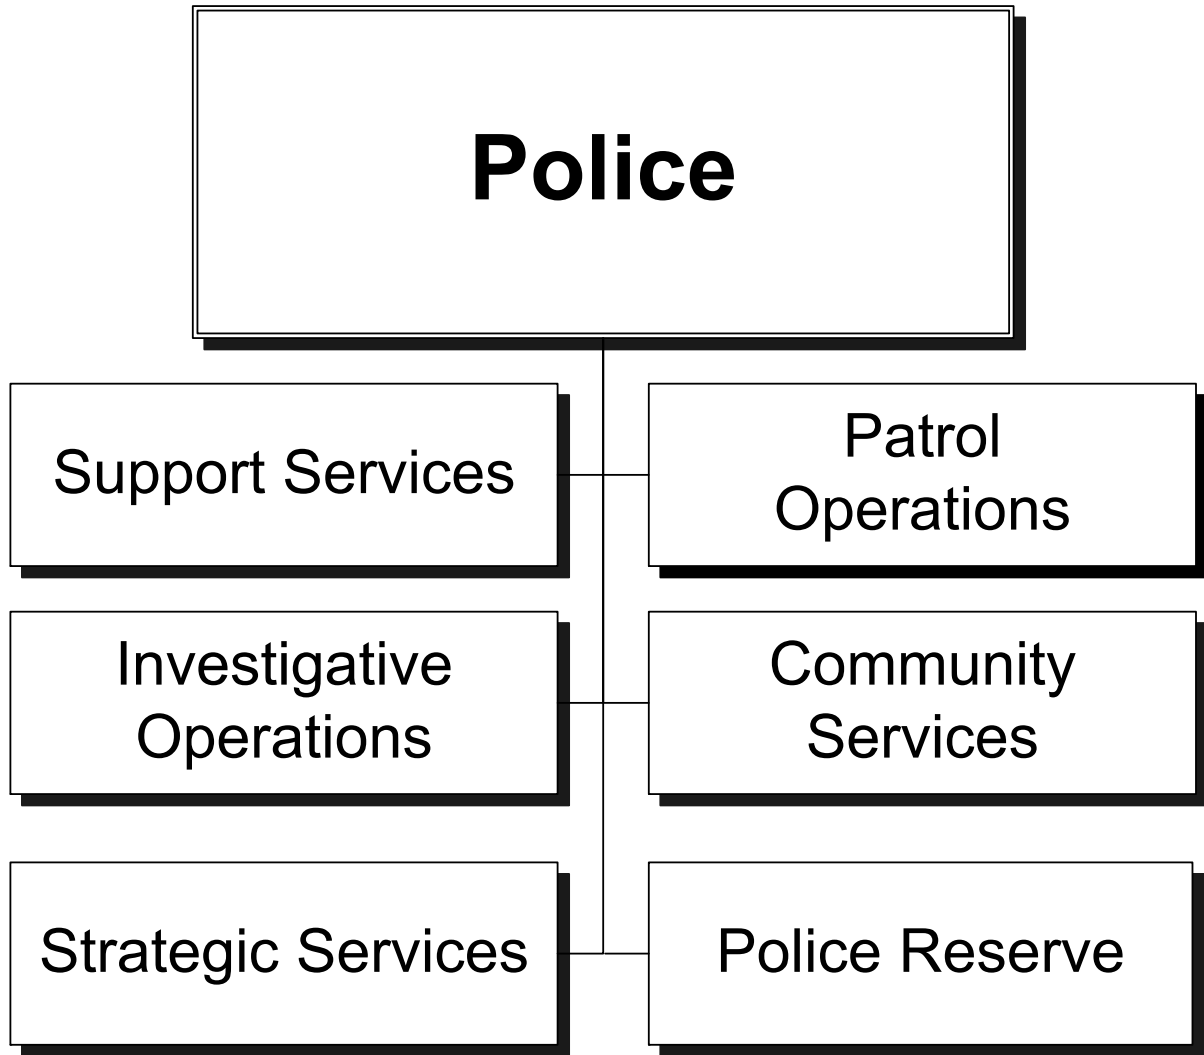 Police
Support Services
Patrol
Operations
Investigative
Operations
Community
Services
Strategic Services
Police Reserve